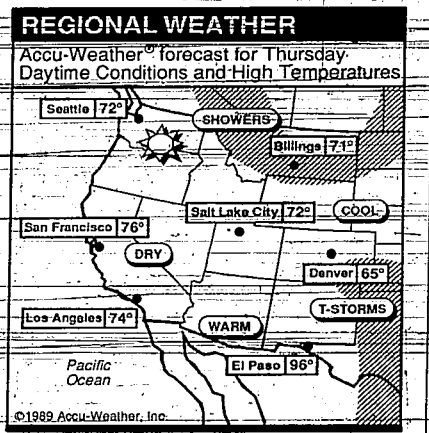 REGIONAL WEATHER
Accu-Weather® forecast for Thursday
Daytime Conditions and High Temperatures
Seattle 72°
SHOWERS
Billings 71°
San Francisco 76°
Salt Lake City 72°
COOL
DRY
Denver 65°
Los Angeles 74°
WARM
T-STORMS
Pacific
Ocean
El Paso 96°
©1989 Accu-Weather, Inc.